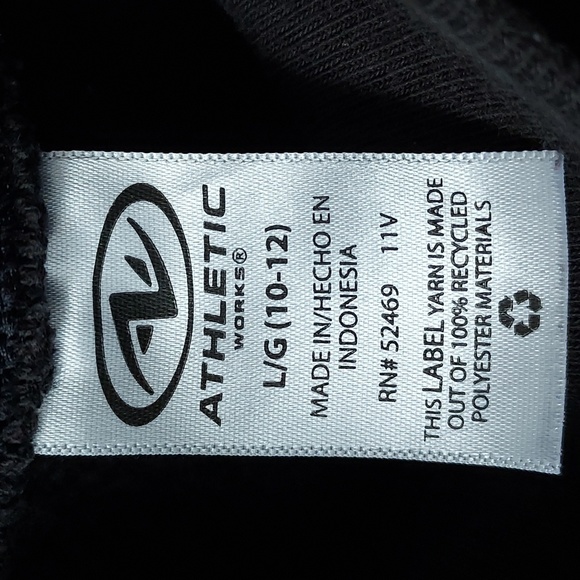 ATHLETIC
WORKS®
L/G (10-12)
MADE IN/HECHO EN
INDONESIA
RN# 52469 11V
THIS LABEL YARN IS MADE
OUT OF 100% RECYCLED
POLYESTER MATERIALS